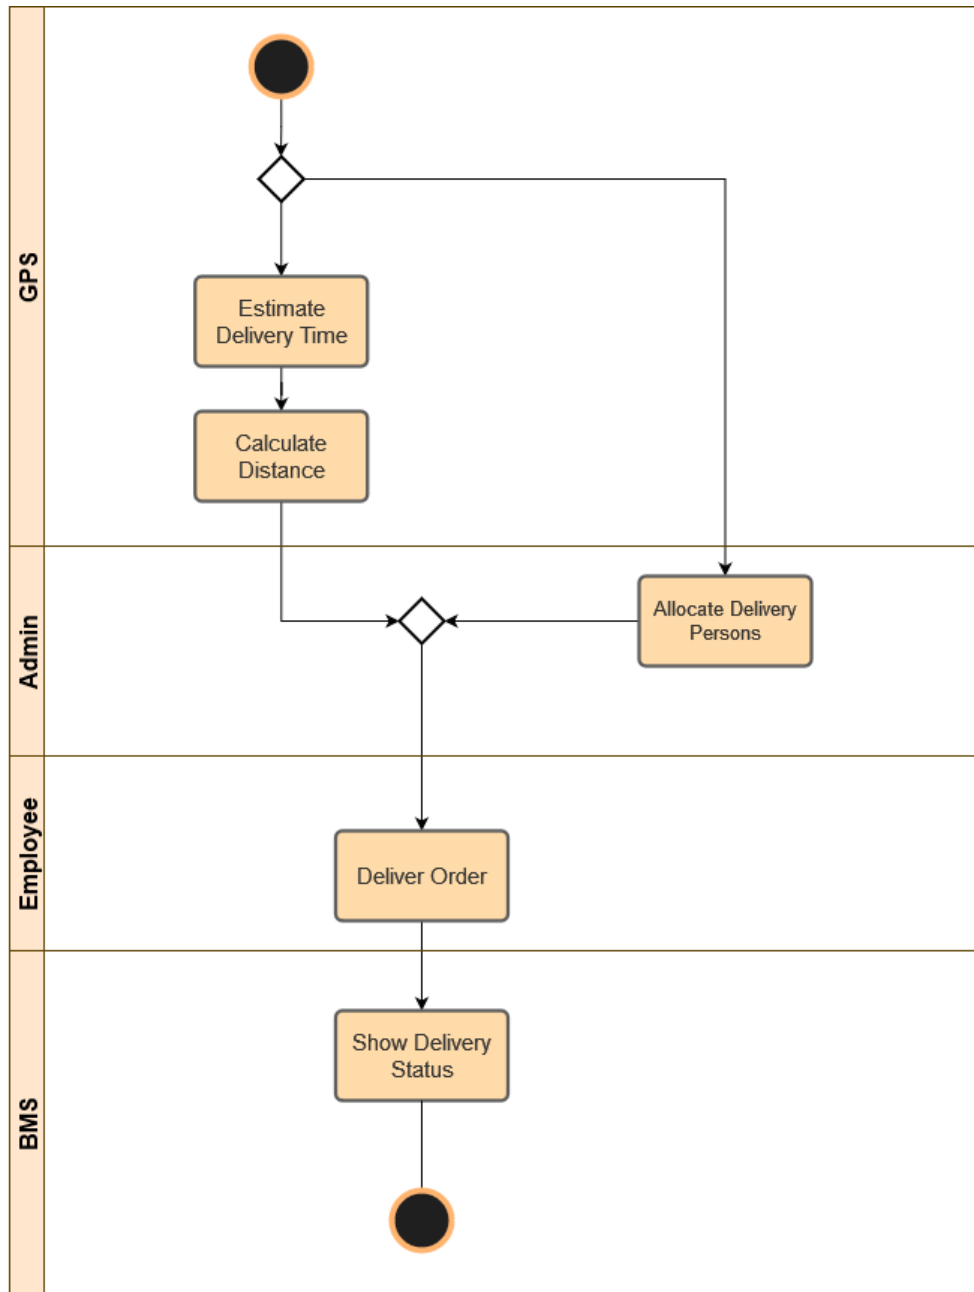 GPS
Estimate
Delivery Time
Calculate
Distance
Admin
Allocate Delivery
Persons
Employee
Deliver Order
BMS
Show Delivery
Status